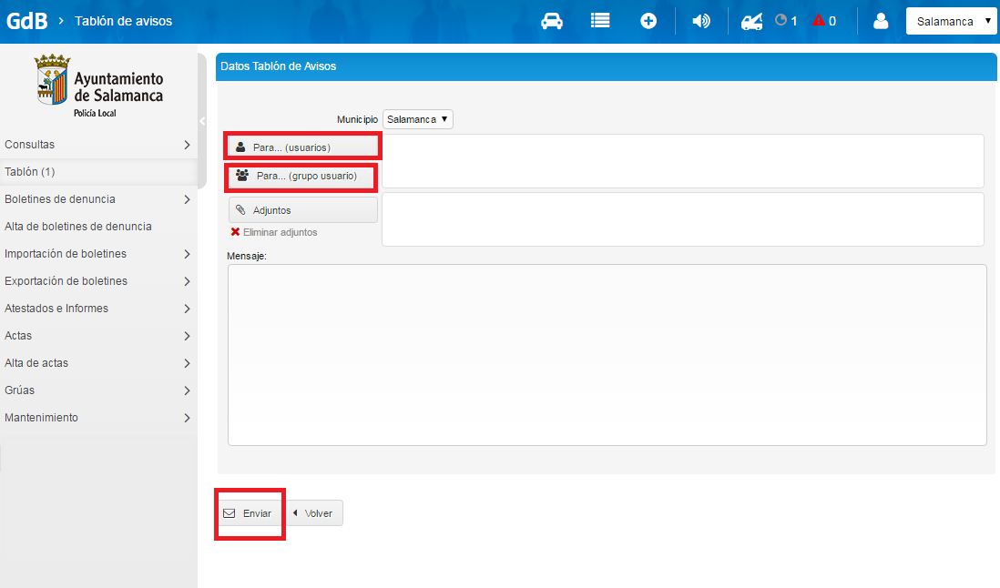 GdB > Tablón de avisos
1
0
Salamanca
Ayuntamiento
de Salamanca
Policía Local
Consultas
Tablón (1)
Boletines de denuncia
Alta de boletines de denuncia
Importación de boletines
Exportación de boletines
Atestados e Informes
Actas
Alta de actas
Grúas
Mantenimiento
Datos Tablón de Avisos
Municipio Salamanca
Para... (usuarios)
Para... (grupo usuario)
Adjuntos
Eliminar adjuntos
Mensaje:
Enviar
Volver